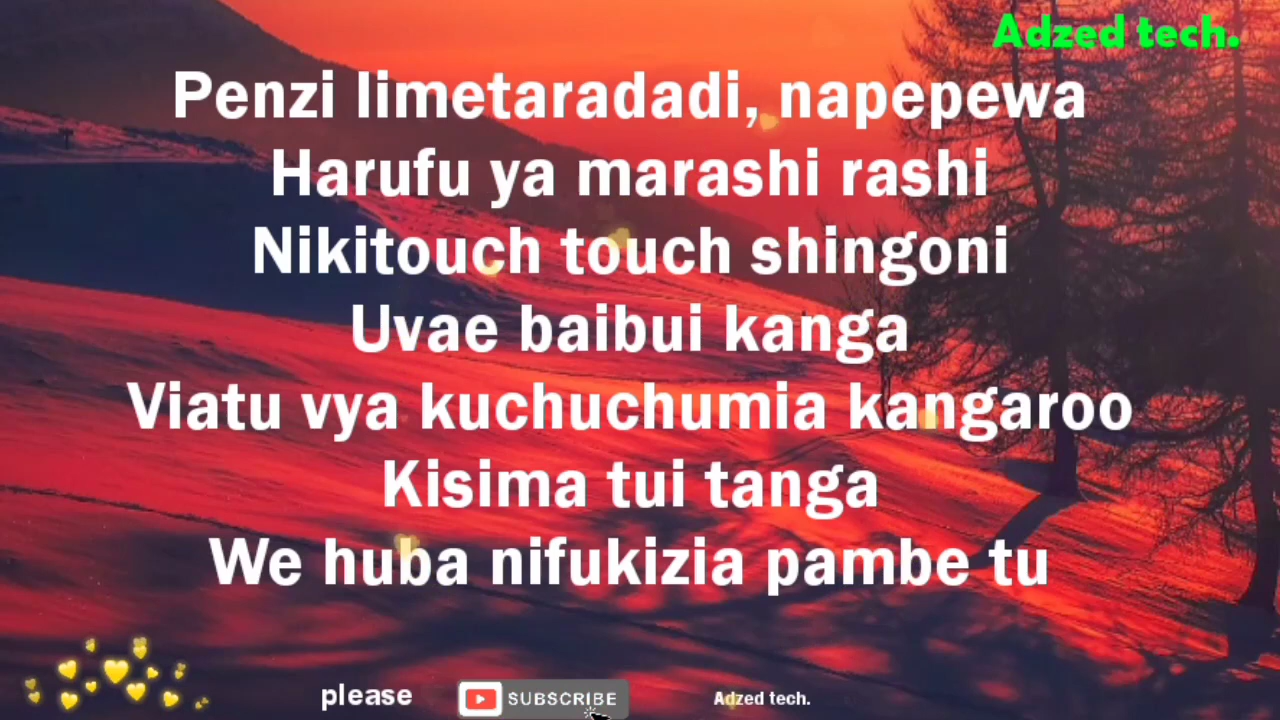 Adzed tech.
Penzi limetaradadi, napepewa
Harufu ya marashi rashi
Nikitouch touch shingoni
Uvae baibui kanga
Viatu vya kuchuchumia kangaroo
Kisima tui tanga
We huba nifukizia pambe tu
please SUBSCRIBE Adzed tech.